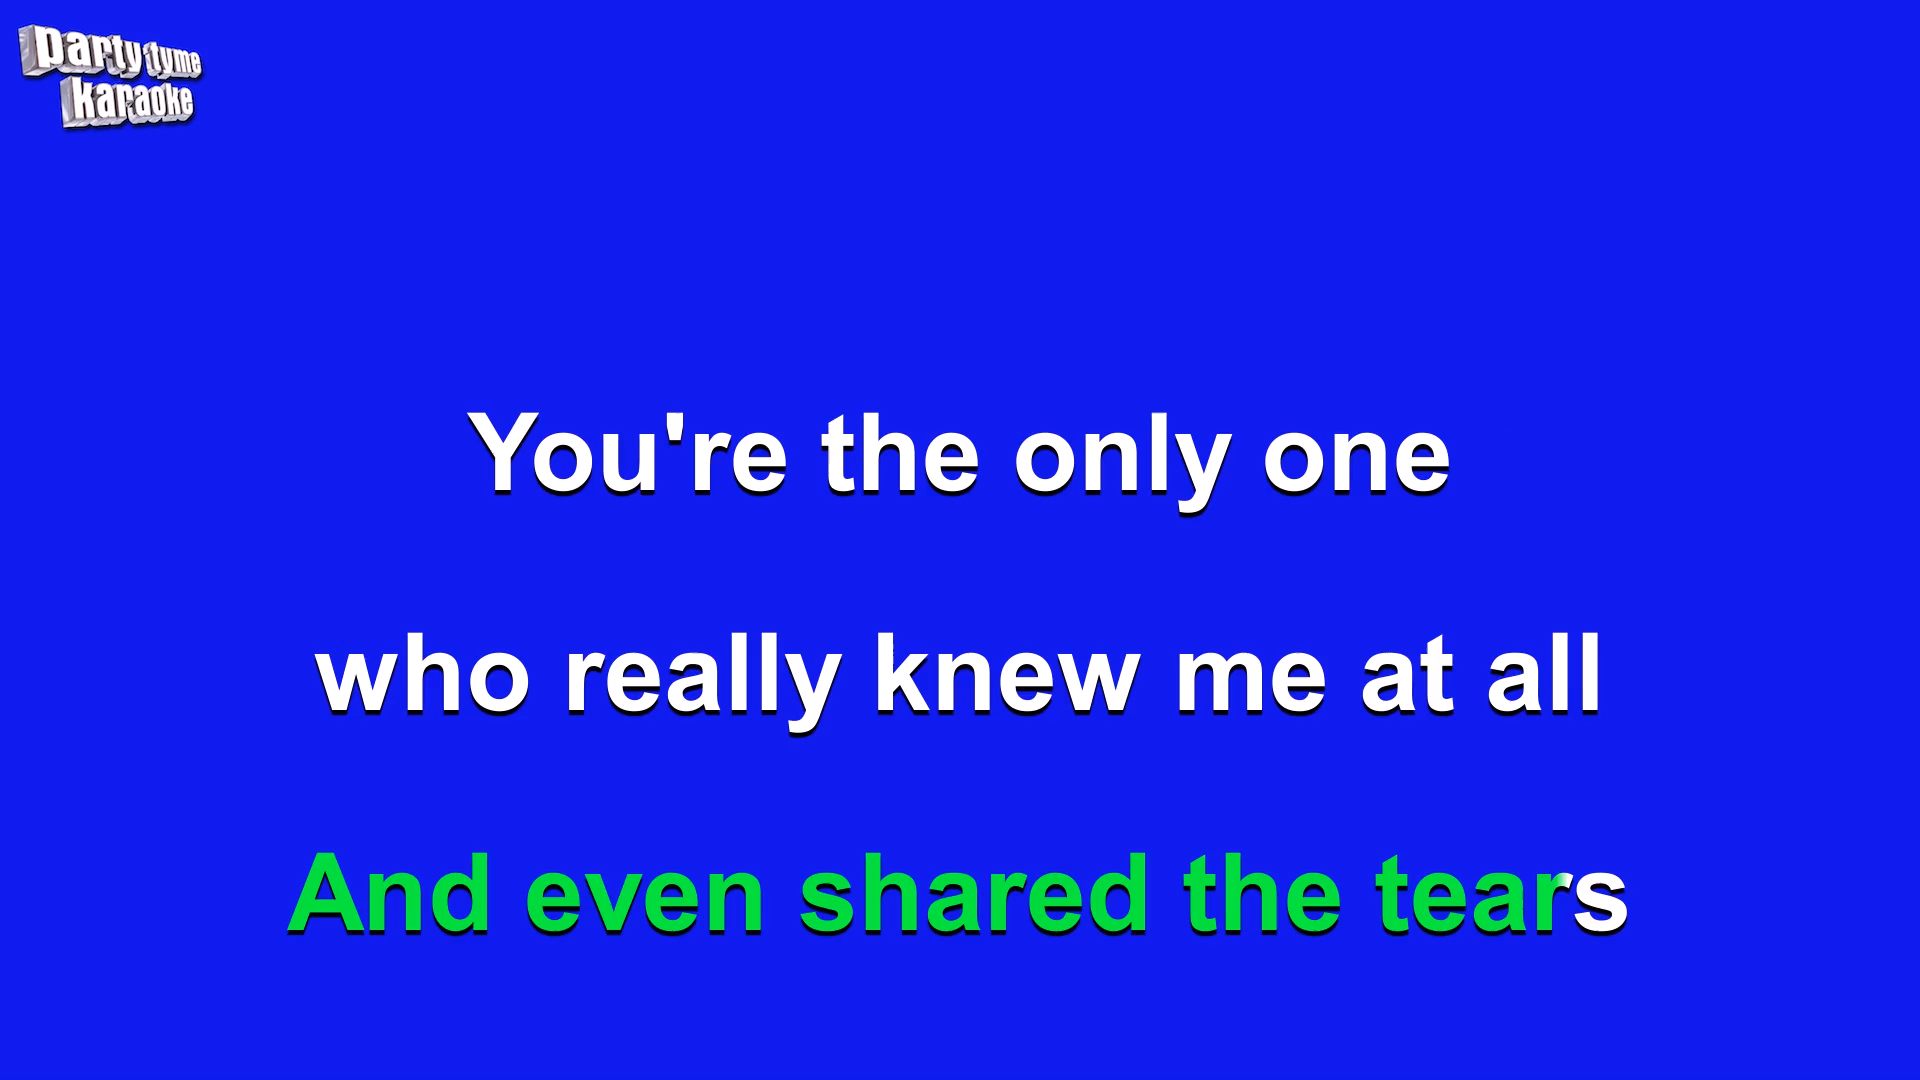 party tyme
karaoke
You're the only one
who really knew me at all
And even shared the tears